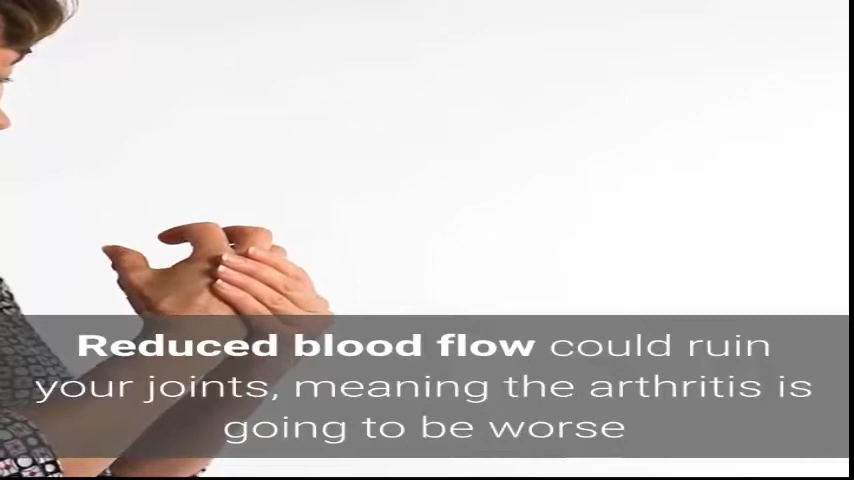 Reduced blood flow could ruin
your joints, meaning the arthritis is
going to be worse